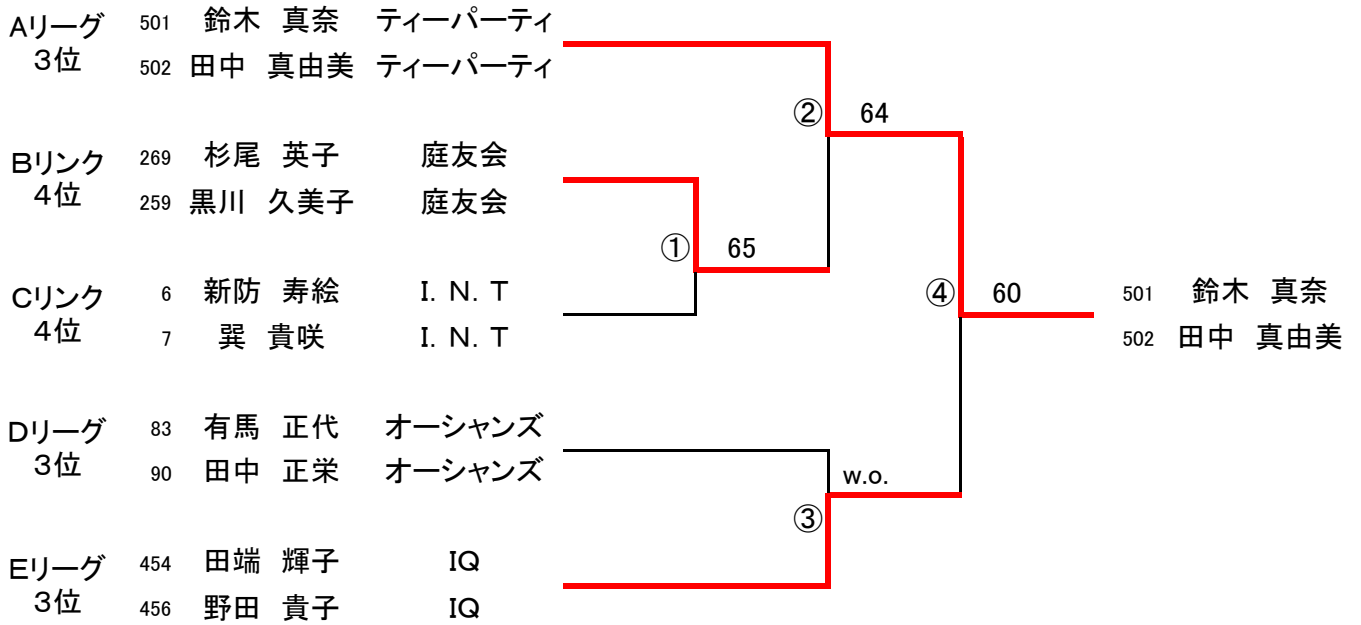 Aリーグ
3位
501 鈴木 真奈 ティーパーティ
502 田中 真由美 ティーパーティ
② 64
Bリンク
4位
269 杉尾 英子 庭友会
259 黒川 久美子 庭友会
① 65
Cリンク
4位
6 新防 寿絵 I.N.T
7 巽 貴咲 I.N.T
④ 60
501 鈴木 真奈
502 田中 真由美
Dリーグ
3位
83 有馬 正代 オーシャンズ
90 田中 正栄 オーシャンズ
w.o.
③
Eリーグ
3位
454 田端 輝子 IQ
456 野田 貴子 IQ